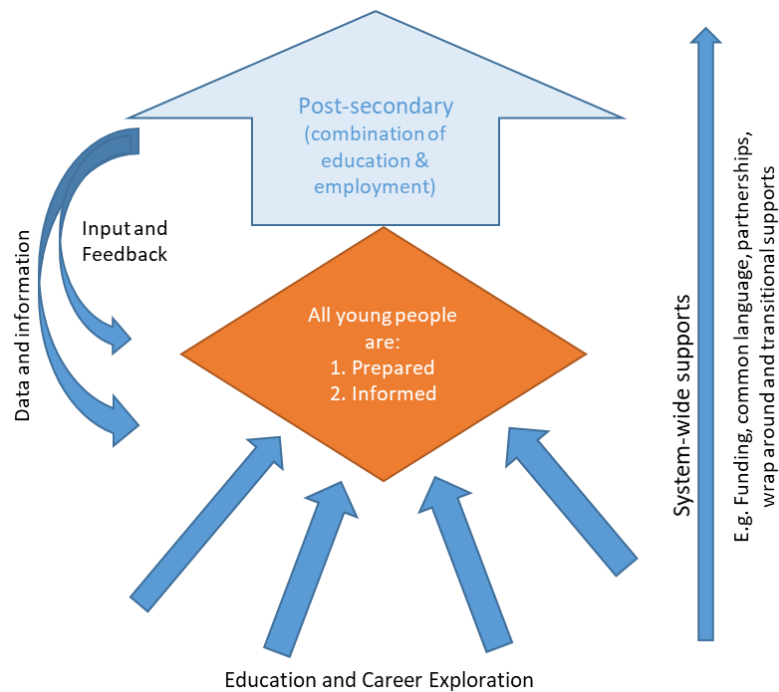 Post-secondary
(combination of
education &
employment)
Input and
Feedback
Data and information
All young people
are:
1. Prepared
2. Informed
System-wide supports
E.g. Funding, common language, partnerships,
wrap around and transitional supports
Education and Career Exploration